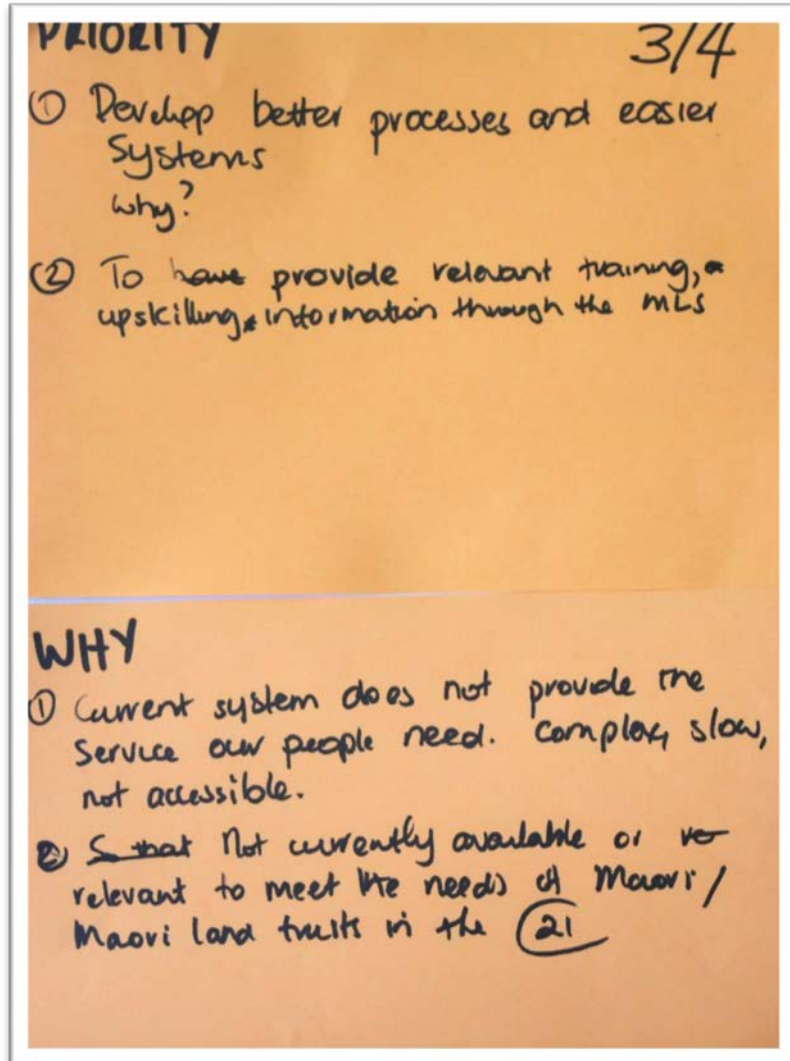 PRIORITY 3/4
① Develop better processes and easier
Systems
why?
② To have provide relevant training,
upskilling, information through the MLS
WHY
① Current system does not provide the
Service our people need. Complex, slow,
not accessible.
② So that Not currently available or re
relevant to meet the needs of Maori /
Maori land trusts in the 21